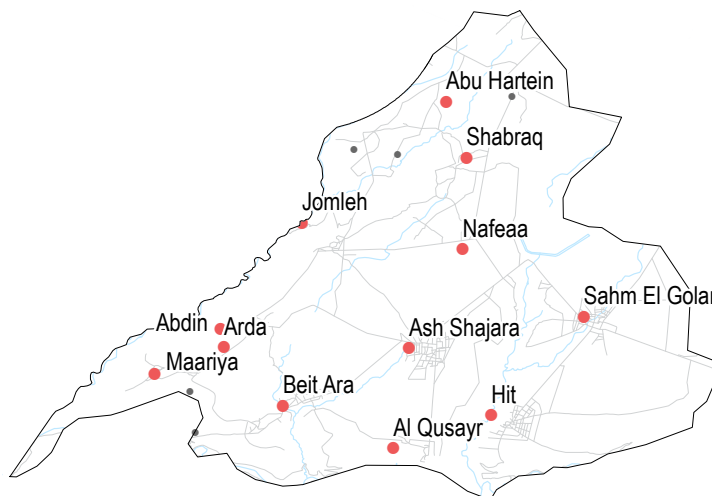 Abu Hartein
Shabraq
Jomleh
Nafeaa
Sahm El Golan
Abdin
Arda
Ash Shajara
Maariya
Beit Ara
Hit
Al Qusayr